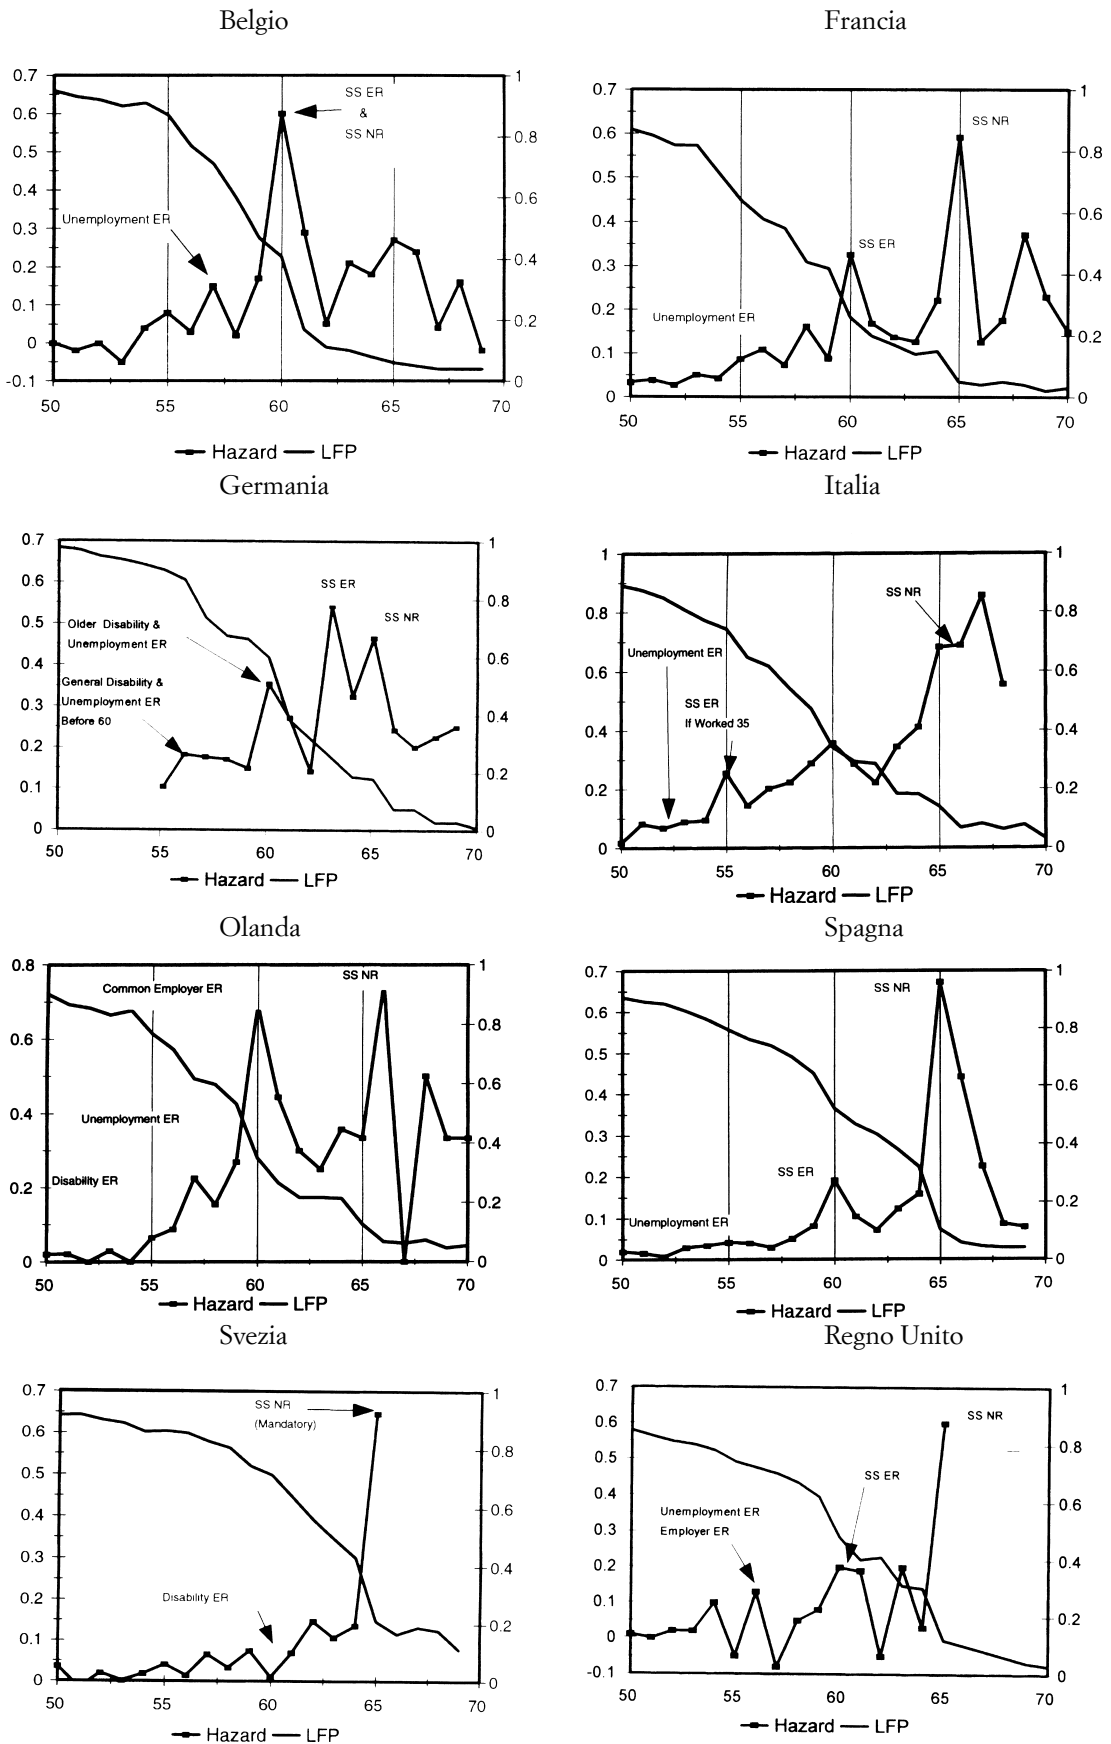 Belgio
0.7
0.6
0.5
0.4
0.3
0.2
0.1
0
-0.1
1
0.8
0.6
0.4
0.2
0
SS ER
&
SS NR
Unemployment ER
50
55
60
65
70
Hazard
LFP
Francia
0.7
0.6
0.5
0.4
0.3
0.2
0.1
0
1
0.8
0.6
0.4
0.2
0
SS NR
SS ER
Unemployment ER
50
55
60
65
70
Hazard
LFP
Germania
0.7
0.6
0.5
0.4
0.3
0.2
0.1
0
1
0.8
0.6
0.4
0.2
0
SS ER
SS NR
Older Disability &
Unemployment ER
General Disability &
Unemployment ER
Before 60
50
55
60
65
70
Hazard
LFP
Italia
1
0.8
0.6
0.4
0.2
0
1
0.8
0.6
0.4
0.2
0
SS NR
Unemployment ER
SS ER
If Worked 35
50
55
60
65
70
Hazard
LFP
Olanda
0.8
0.6
0.4
0.2
0
1
0.8
0.6
0.4
0.2
0
SS NR
Common Employer ER
Unemployment ER
Disability ER
50
55
60
65
70
Hazard
LFP
Spagna
0.7
0.6
0.5
0.4
0.3
0.2
0.1
0
1
0.8
0.6
0.4
0.2
0
SS NR
SS ER
Unemployment ER
50
55
60
65
70
Hazard
LFP
Svezia
0.7
0.6
0.5
0.4
0.3
0.2
0.1
0
1
0.8
0.6
0.4
0.2
0
SS NR
(Mandatory)
Disability ER
50
55
60
65
70
Hazard
LFP
Regno Unito
0.7
0.6
0.5
0.4
0.3
0.2
0.1
0
-0.1
1
0.8
0.6
0.4
0.2
0
SS NR
SS ER
Unemployment ER
Employer ER
50
55
60
65
70
Hazard
LFP